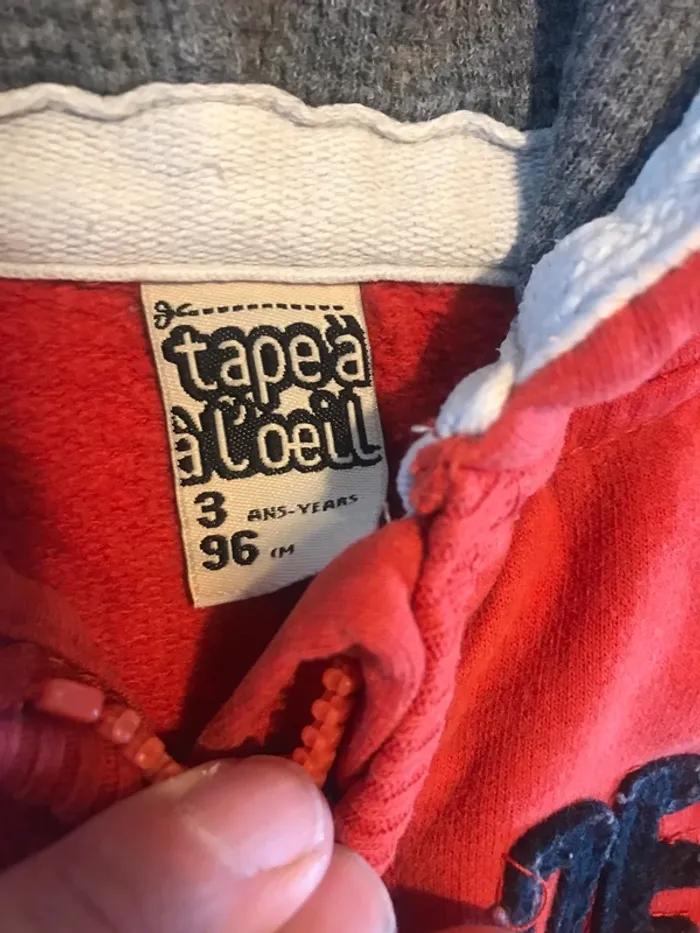 tape à
à l'oeil
3 ANS-YEARS
96 CM